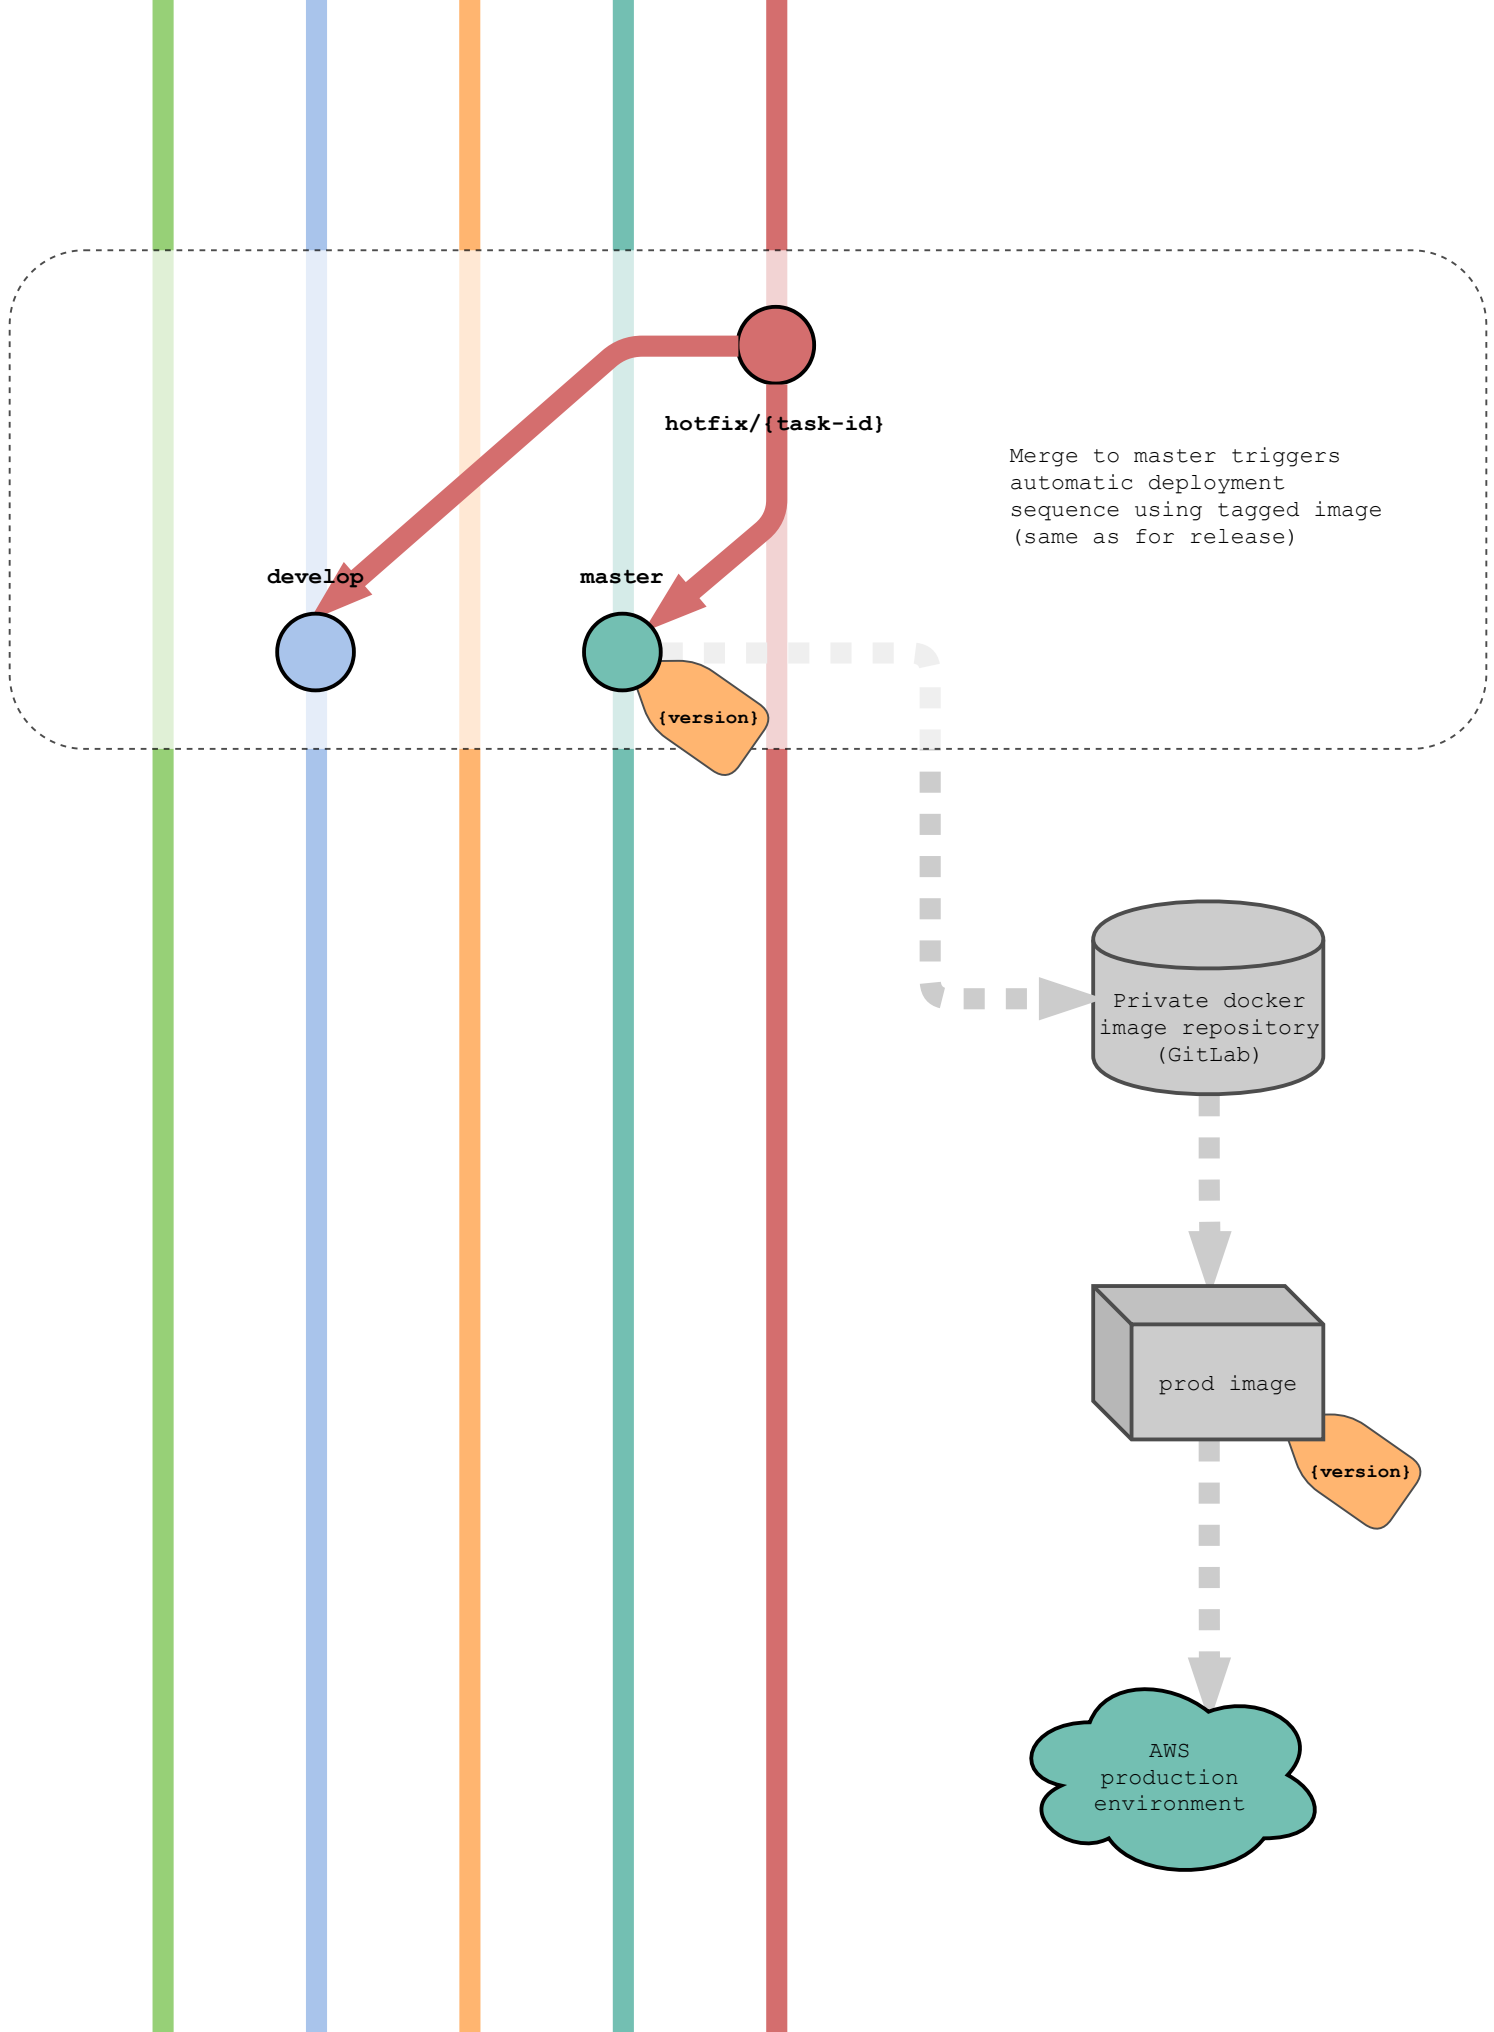 hotfix/{task-id}
Merge to master triggers
automatic deployment
sequence using tagged image
(same as for release)
develop
master
{version}
Private docker
image repository
(GitLab)
prod image
{version}
AWS
production
environment